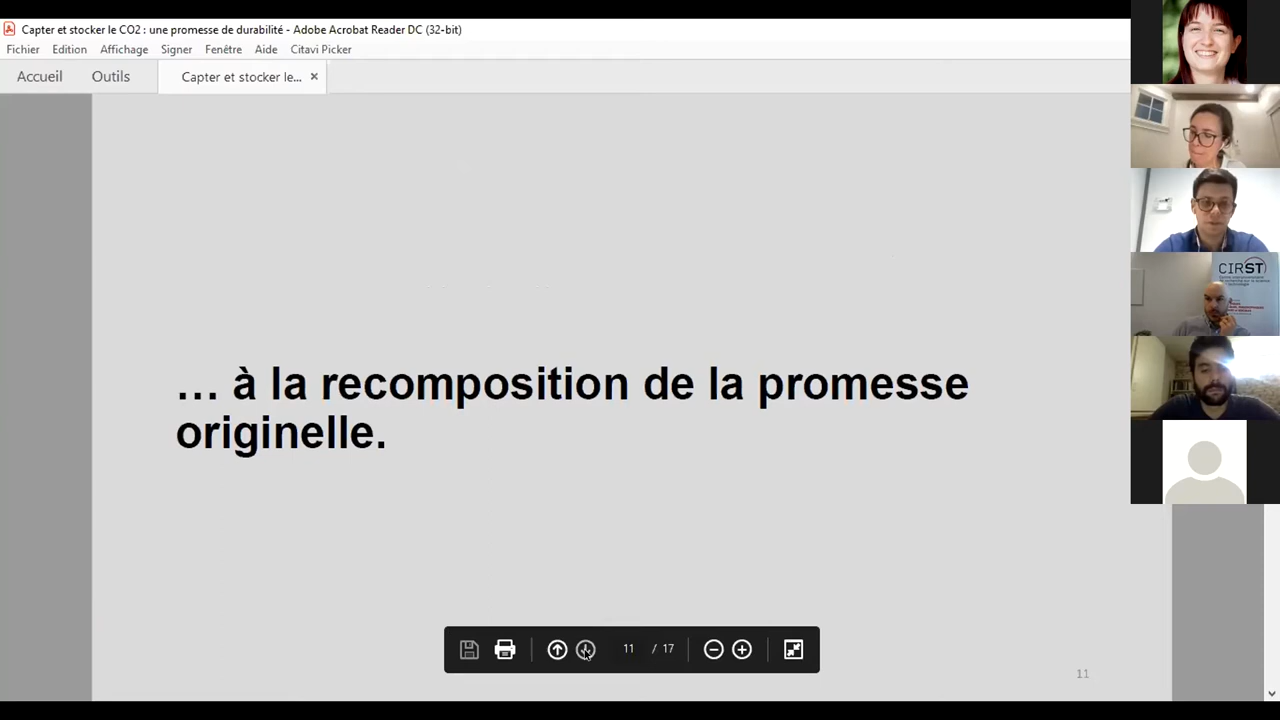 Capter et stocker le CO2 : une promesse de durabilité - Adobe Acrobat Reader DC (32-bit)
Fichier Edition Affichage Signer Fenêtre Aide Citavi Picker
Accueil Outils Capter et stocker le... ×
… à la recomposition de la promesse
originelle.
11 / 17
11
CIRST